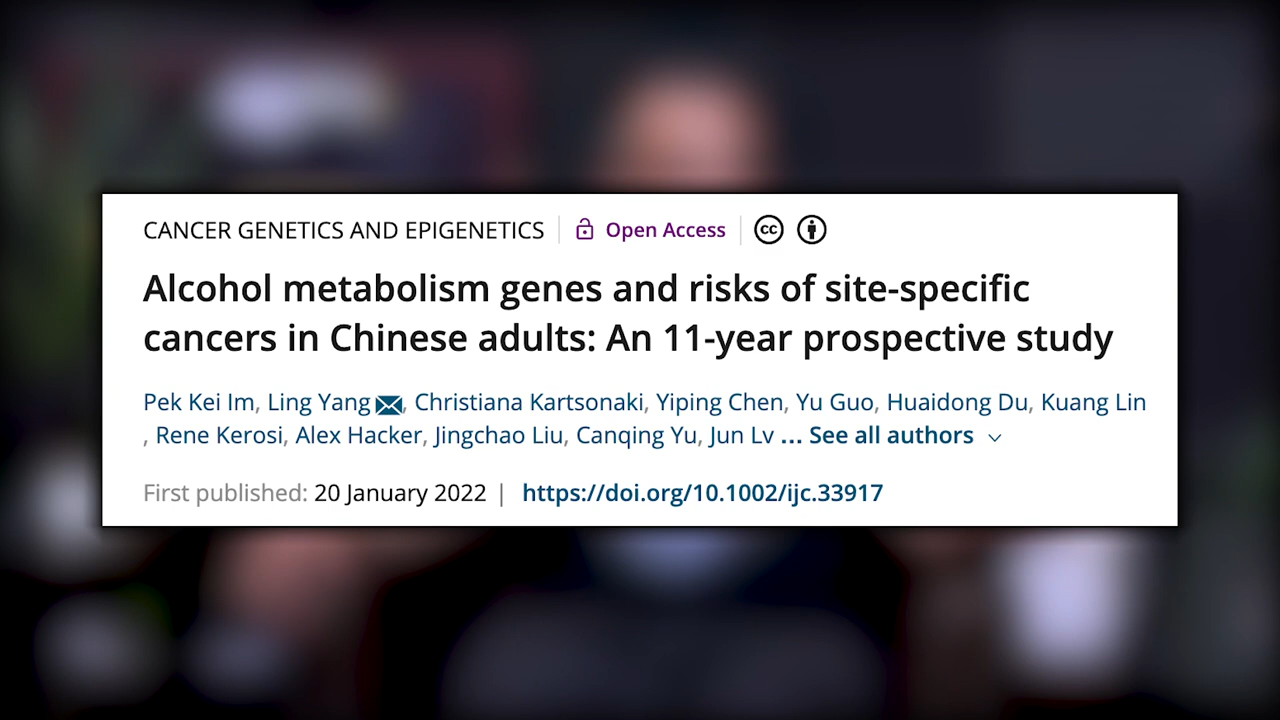 CANCER GENETICS AND EPIGENETICS | Open Access | cc
Alcohol metabolism genes and risks of site-specific
cancers in Chinese adults: An 11-year prospective study
Pek Kei Im, Ling Yang, Christiana Kartsonaki, Yiping Chen, Yu Guo, Huaidong Du, Kuang Lin
, Rene Kerosi, Alex Hacker, Jingchao Liu, Canqing Yu, Jun Lv ... See all authors
First published: 20 January 2022 | https://doi.org/10.1002/ijc.33917